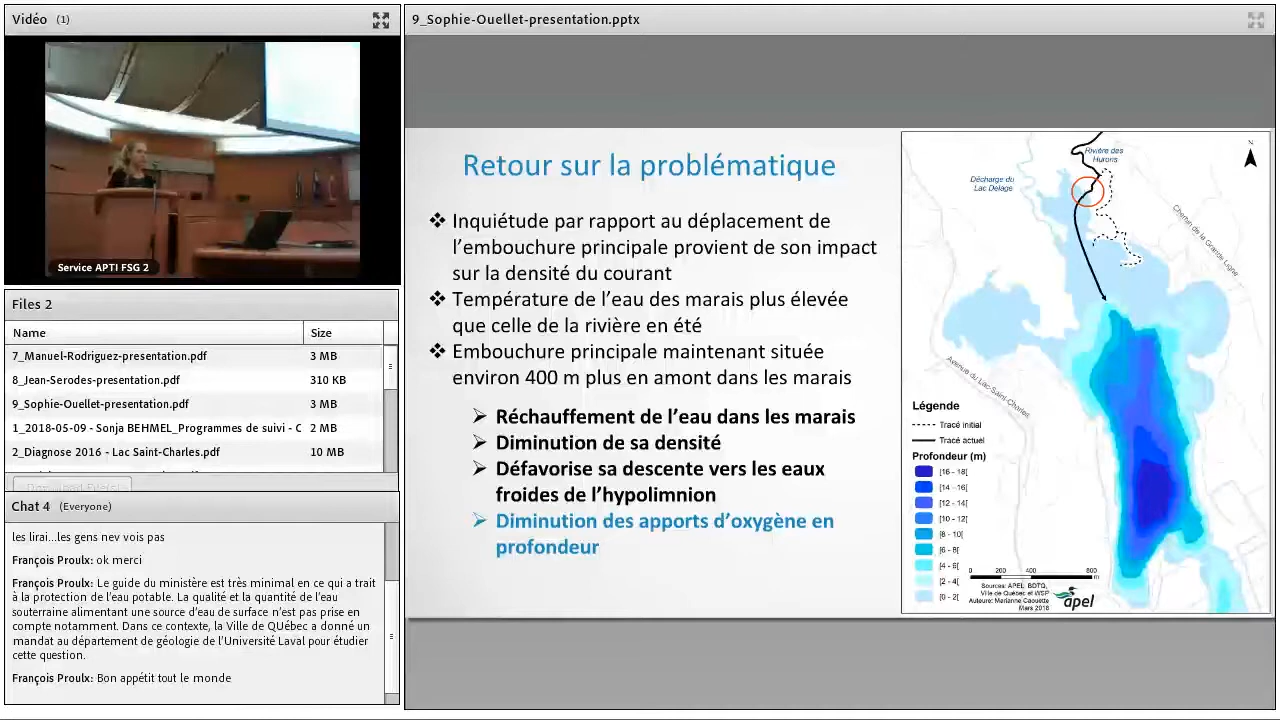 Vidéo (1)
Service APTI FSG 2
Files 2
Name Size
7_Manuel-Rodriguez-presentation.pdf 3 MB
8_Jean-Serodes-presentation.pdf 310 KB
9_Sophie-Ouellet-presentation.pdf 3 MB
1_2018-05-09 - Sonja BEHMEL_Programmes de suivi - C 2 MB
2_Diagnose 2016 - Lac Saint-Charles.pdf 10 MB
Chat 4 (Everyone)
les lirai...les gens nev vois pas
François Proulx: ok merci
François Proulx: Le guide du ministère est très minimal en ce qui a trait
à la protection de l'eau potable. La qualité et la quantité de l'eau
souterraine alimentant une source d'eau de surface n'est pas prise en
compte notamment. Dans ce contexte, la Ville de QUébec a donné un
mandat au département de géologie de l'Université Laval pour étudier
cette question.
François Proulx: Bon appétit tout le monde
9_Sophie-Ouellet-presentation.pptx
Retour sur la problématique
❖ Inquiétude par rapport au déplacement de
l'embouchure principale provient de son impact
sur la densité du courant
❖ Température de l'eau des marais plus élevée
que celle de la rivière en été
❖ Embouchure principale maintenant située
environ 400 m plus en amont dans les marais
➢ Réchauffement de l'eau dans les marais
➢ Diminution de sa densité
➢ Défavorise sa descente vers les eaux
froides de l'hypolimnion
➢ Diminution des apports d'oxygène en
profondeur
Rivière des
Hurons
N
Décharge du
Lac Delage
Chemin de la Grande Ligne
Avenue du Lac Saint-Charles
Légende
Tracé initial
Tracé actuel
Profondeur (m)
[16 - 18[
[14 - 16[
[12 - 14[
[10 - 12[
[8 - 10[
[6 - 8[
[4 - 6[
[2 - 4[
[0 - 2[
0 200 400 800
m
Sources: APEL, BDTQ,
Ville de Québec et WSP
Auteure: Marianne Caouette
Mars 2018
apel